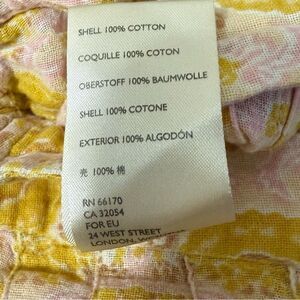 SHELL 100% COTTON
COQUILLE 100% COTON
OBERSTOFF 100% BAUMWOLLE
SHELL 100% COTONE
EXTERIOR 100% ALGODÓN
売 100% 棉
RN 66170
CA 32054
FOR EU
24 WEST STREET
LONDON,